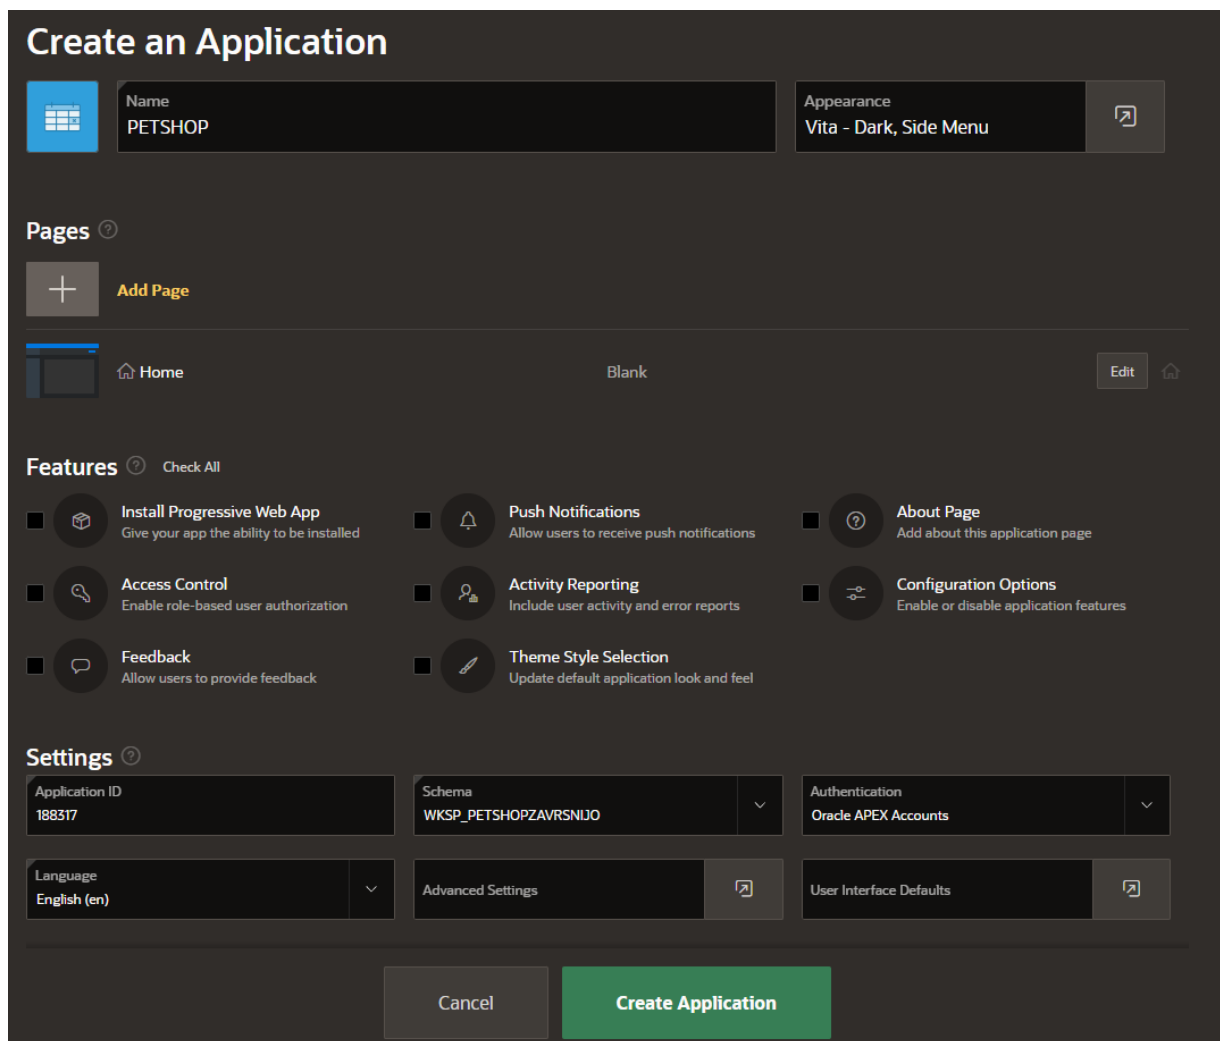 Create an Application
Name
PETSHOP
Appearance
Vita - Dark, Side Menu
Pages
Add Page
Home
Blank
Edit
Features
Check All
Install Progressive Web App
Give your app the ability to be installed
Push Notifications
Allow users to receive push notifications
About Page
Add about this application page
Access Control
Enable role-based user authorization
Activity Reporting
Include user activity and error reports
Configuration Options
Enable or disable application features
Feedback
Allow users to provide feedback
Theme Style Selection
Update default application look and feel
Settings
Application ID
188317
Schema
WKSP_PETSHOPZAVRSNIJO
Authentication
Oracle APEX Accounts
Language
English (en)
Advanced Settings
User Interface Defaults
Cancel
Create Application